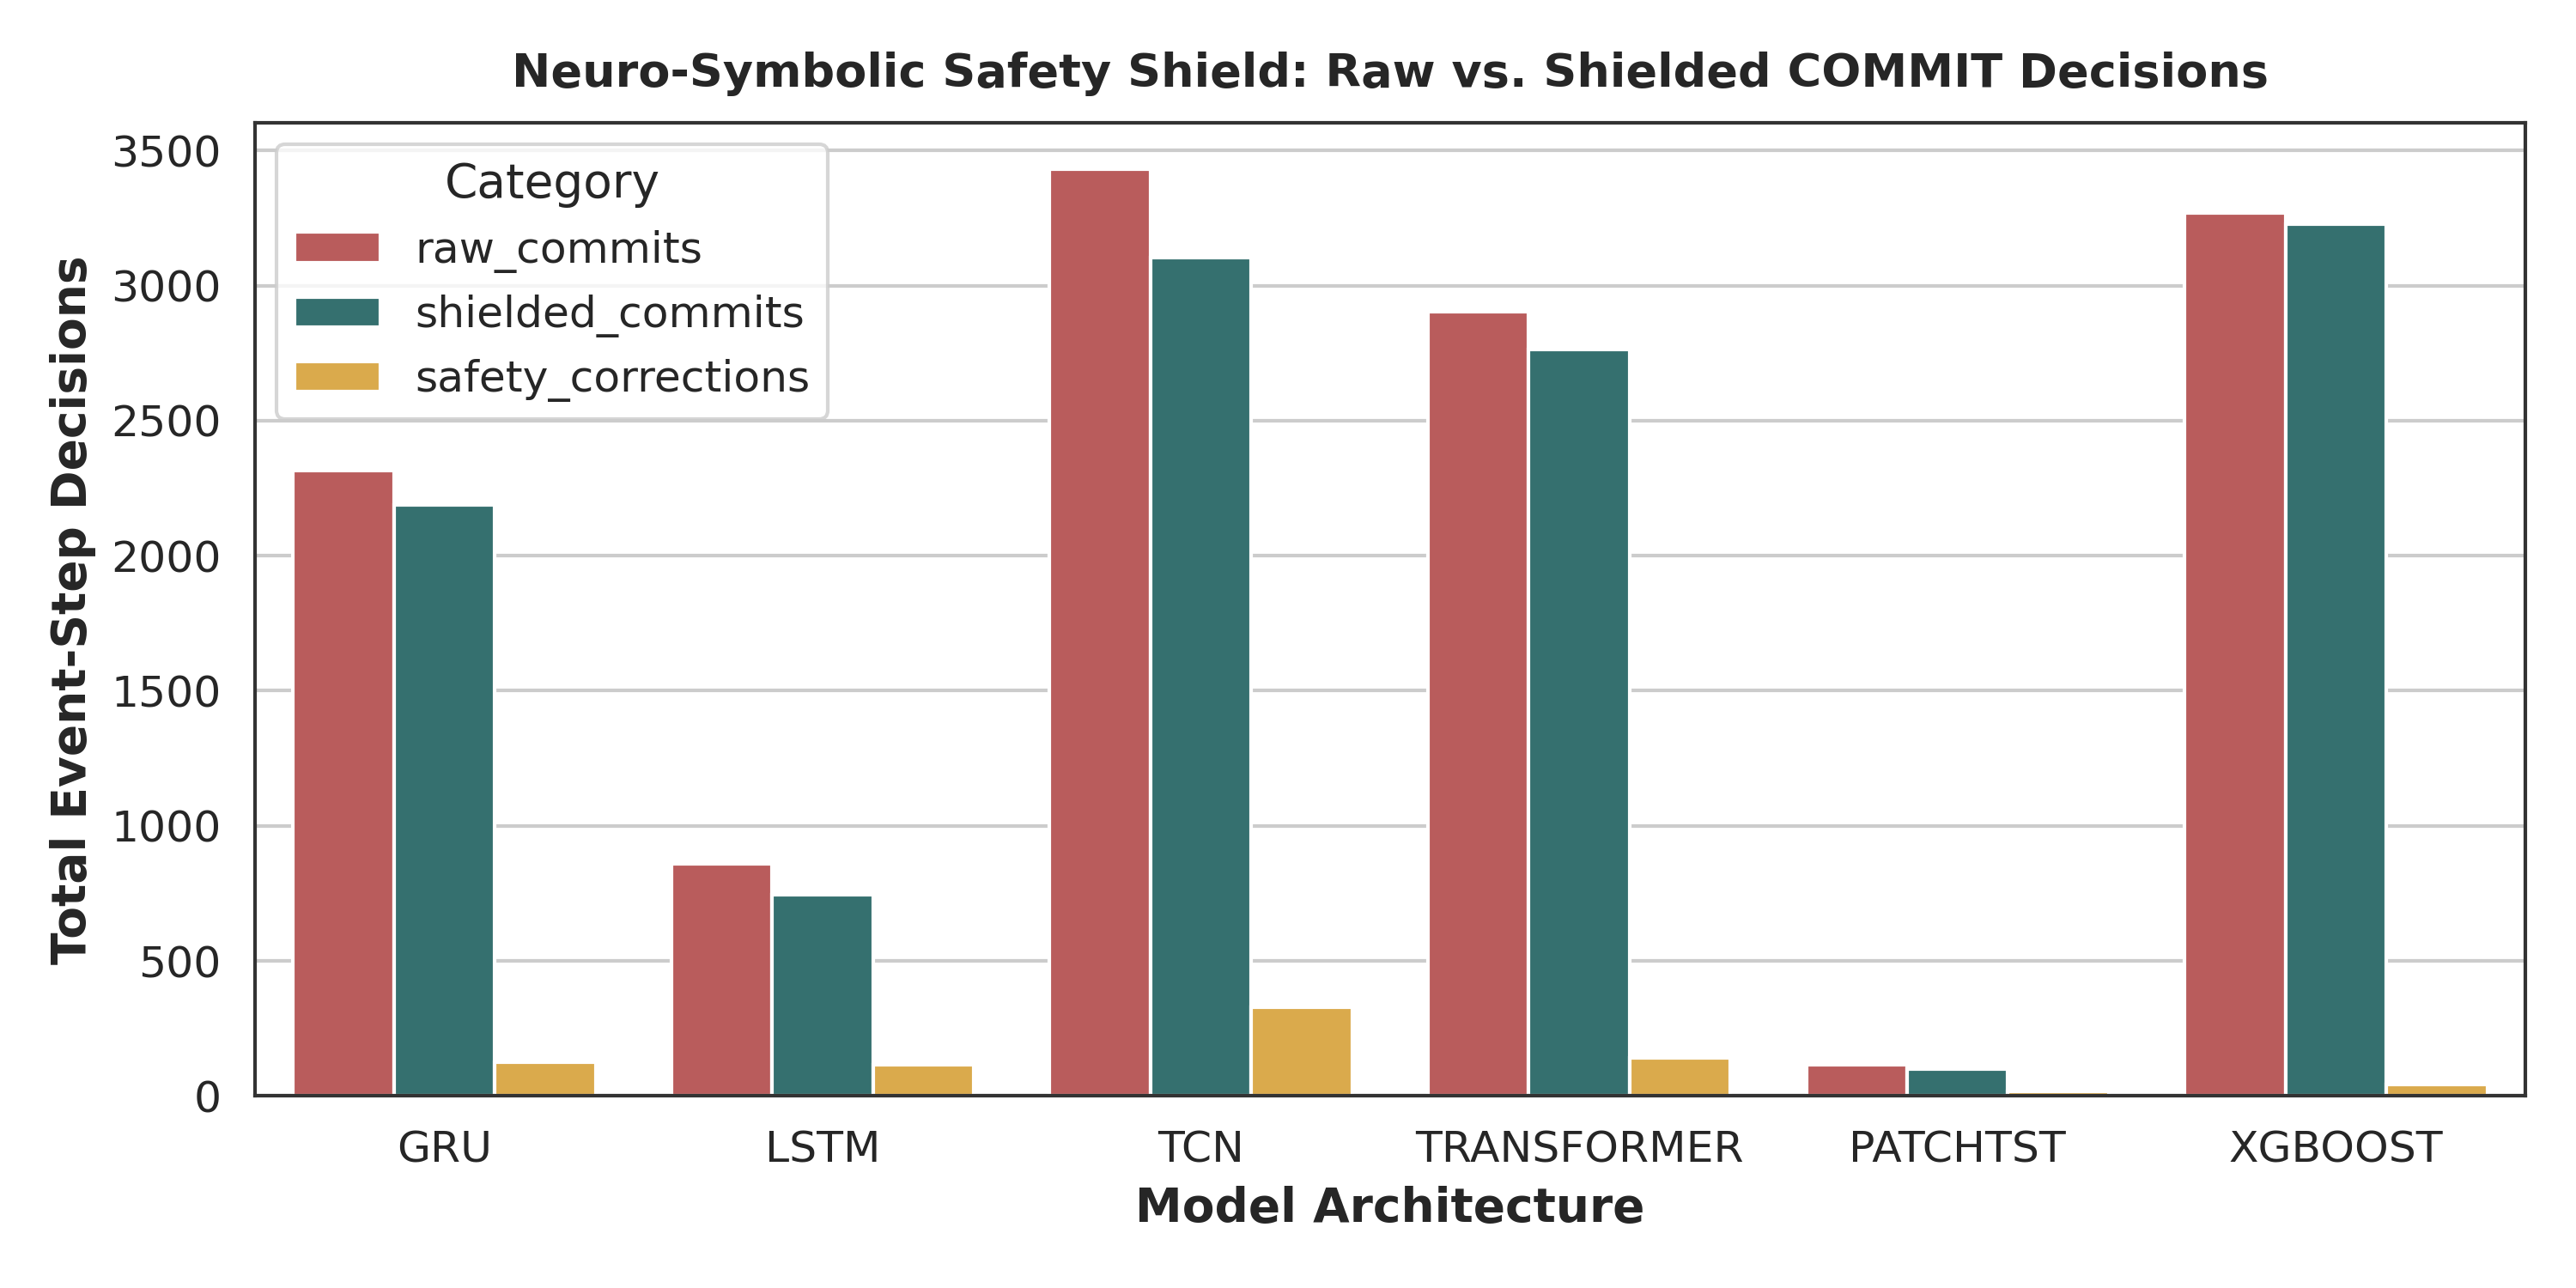 Neuro-Symbolic Safety Shield: Raw vs. Shielded COMMIT Decisions
Total Event-Step Decisions
3500
3000
2500
2000
1500
1000
500
0
Category
raw_commits
shielded_commits
safety_corrections
GRU LSTM TCN TRANSFORMER PATCHTST XGBOOST
Model Architecture